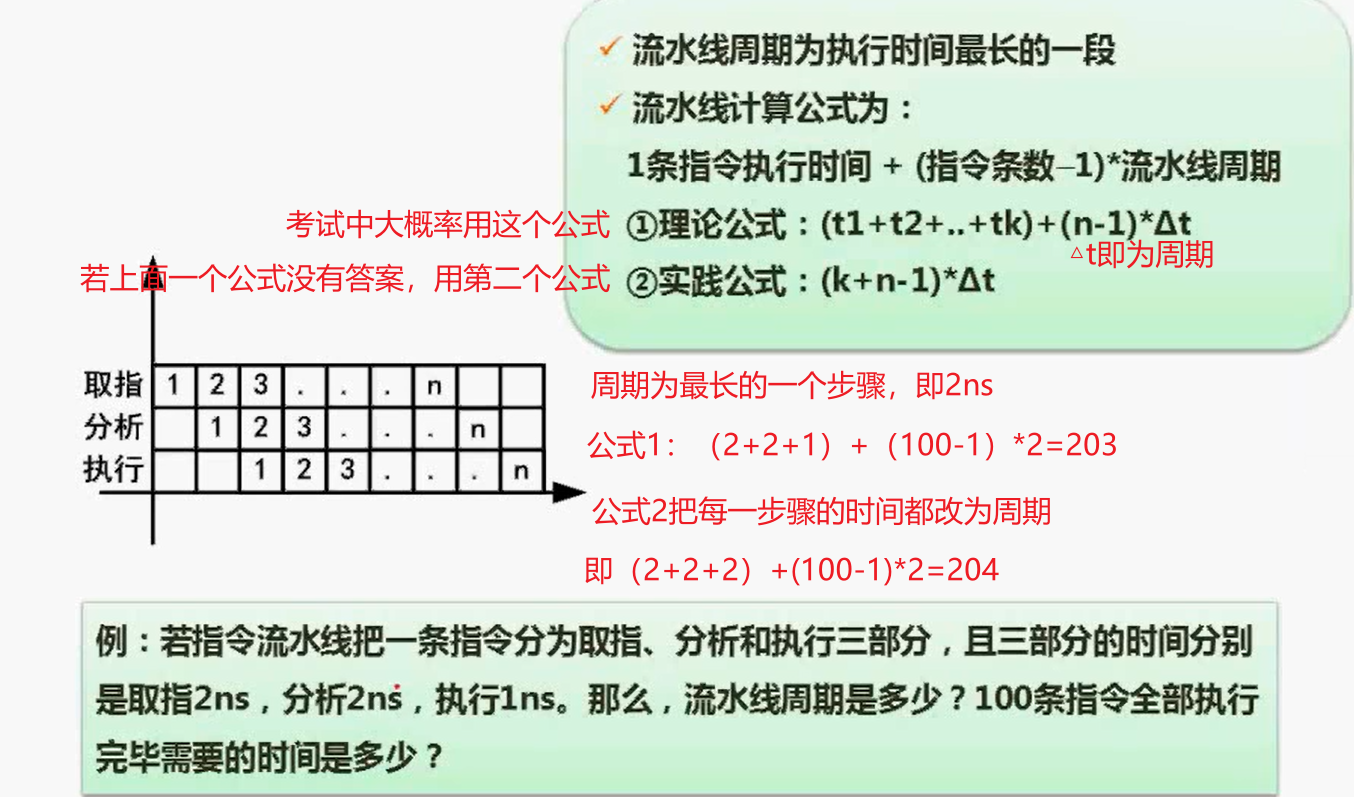 ✓ 流水线周期为执行时间最长的一段
✓ 流水线计算公式为：
1条指令执行时间 + (指令条数–1)*流水线周期
考试中大概率用这个公式 ①理论公式：(t1+t2+..+tk)+(n-1)*Δt
△t即为周期
若上面一个公式没有答案，用第二个公式 ②实践公式：(k+n-1)*Δt
取指 1 2 3 . . . n
分析 1 2 3 . . . n
执行 1 2 3 . . . n
周期为最长的一个步骤，即2ns
公式1：（2+2+1）+（100-1）*2=203
公式2把每一步骤的时间都改为周期
即（2+2+2）+(100-1)*2=204
例：若指令流水线把一条指令分为取指、分析和执行三部分，且三部分的时间分别
是取指2ns，分析2ns，执行1ns。那么，流水线周期是多少？100条指令全部执行
完毕需要的时间是多少？